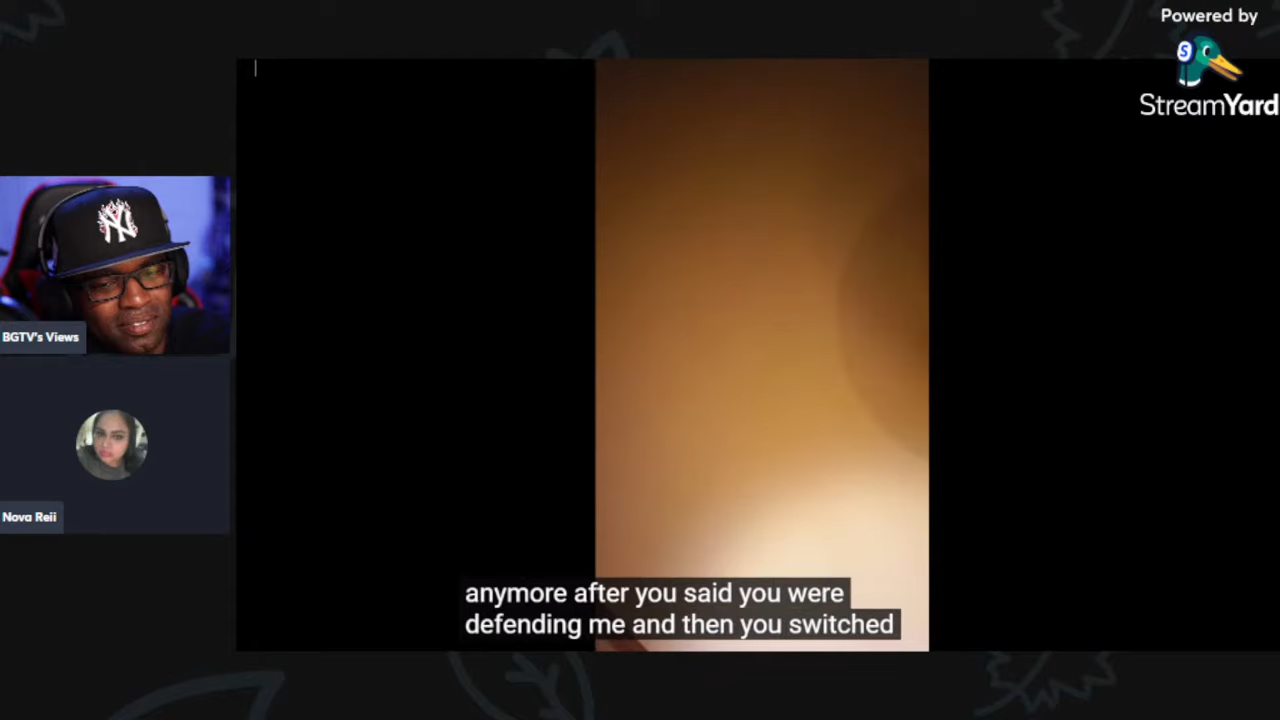 Powered by
S
StreamYard
NY
BGTV's Views
Nova Reii
anymore after you said you were
defending me and then you switched